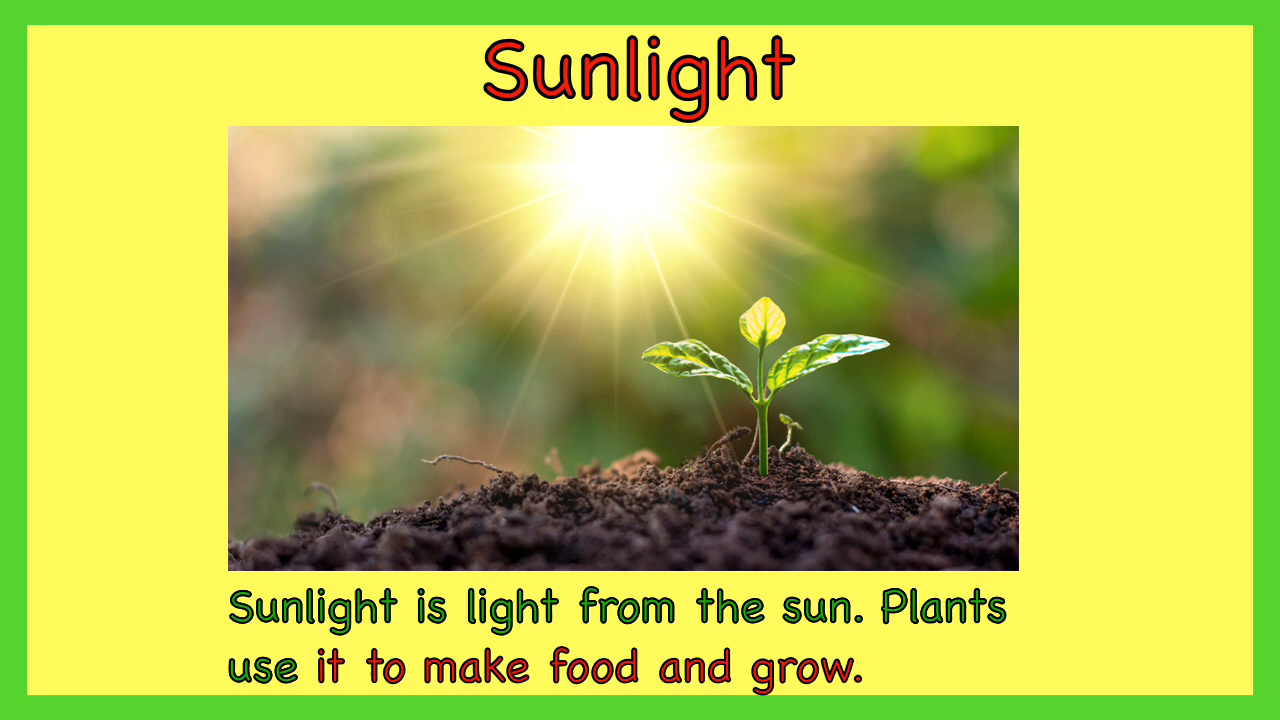 Sunlight
Sunlight is light from the sun. Plants
use it to make food and grow.